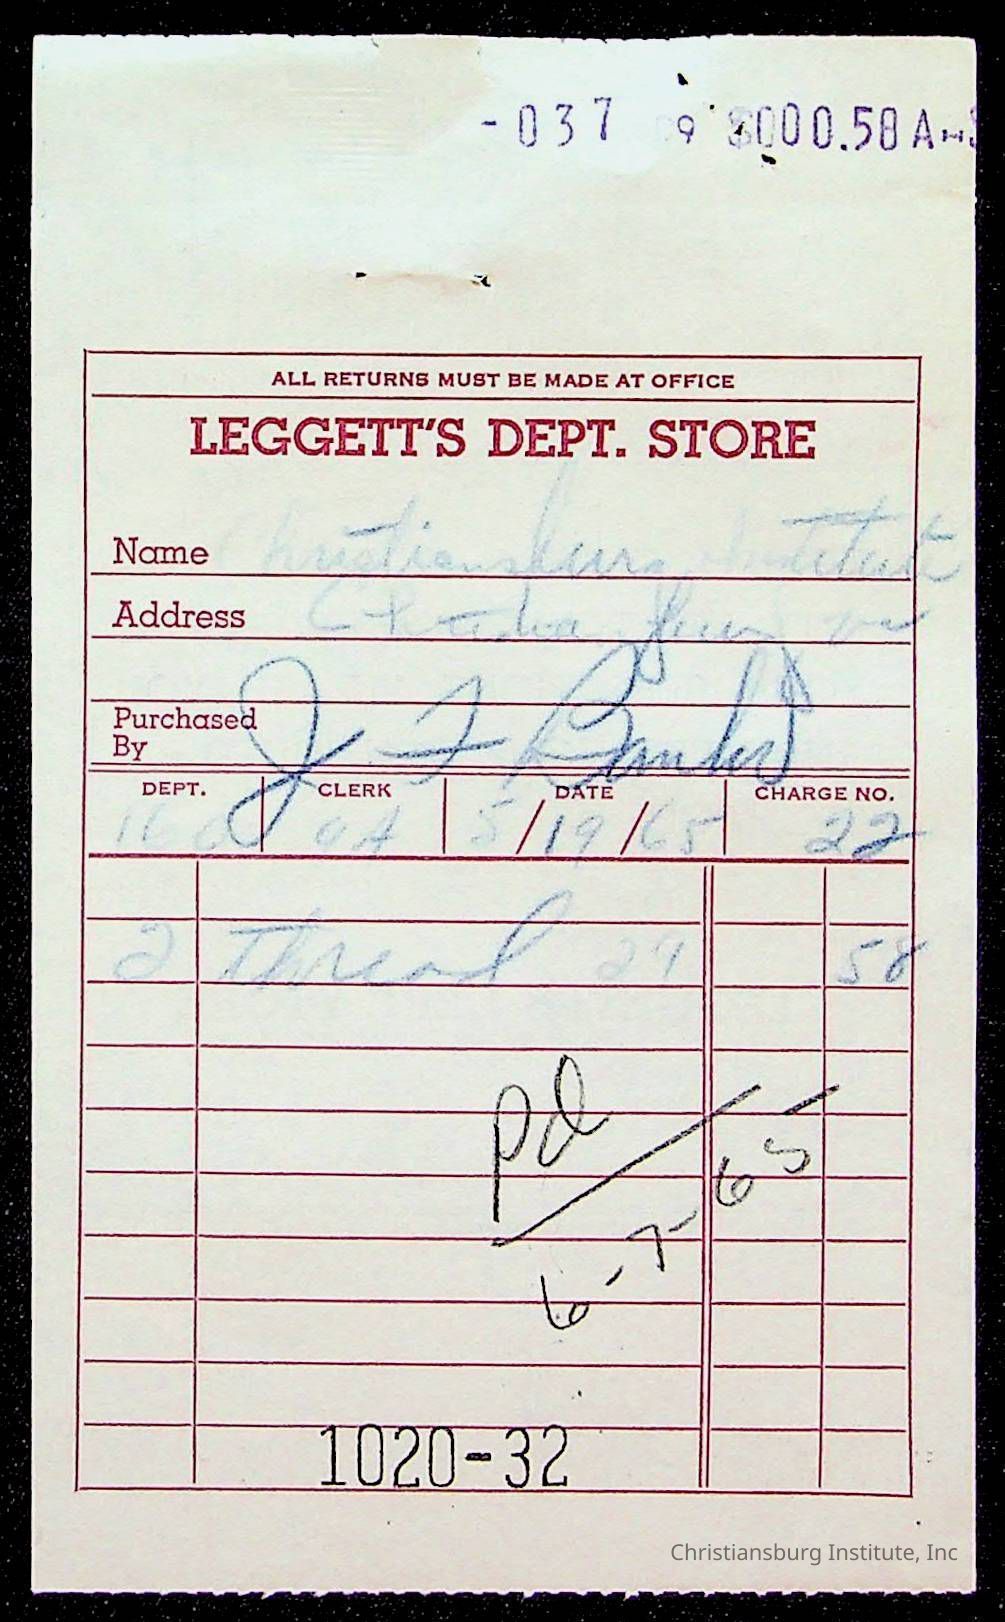 -037 9 000.58 A
ALL RETURNS MUST BE MADE AT OFFICE
LEGGETT'S DEPT. STORE
Name Christiansburg Institute
Address
Purchased By J F Banks
DEPT. CLERK DATE CHARGE NO.
5/19/65 22
2 Thread 29 58
pd
6-7-65
1020-32
Christiansburg Institute, Inc